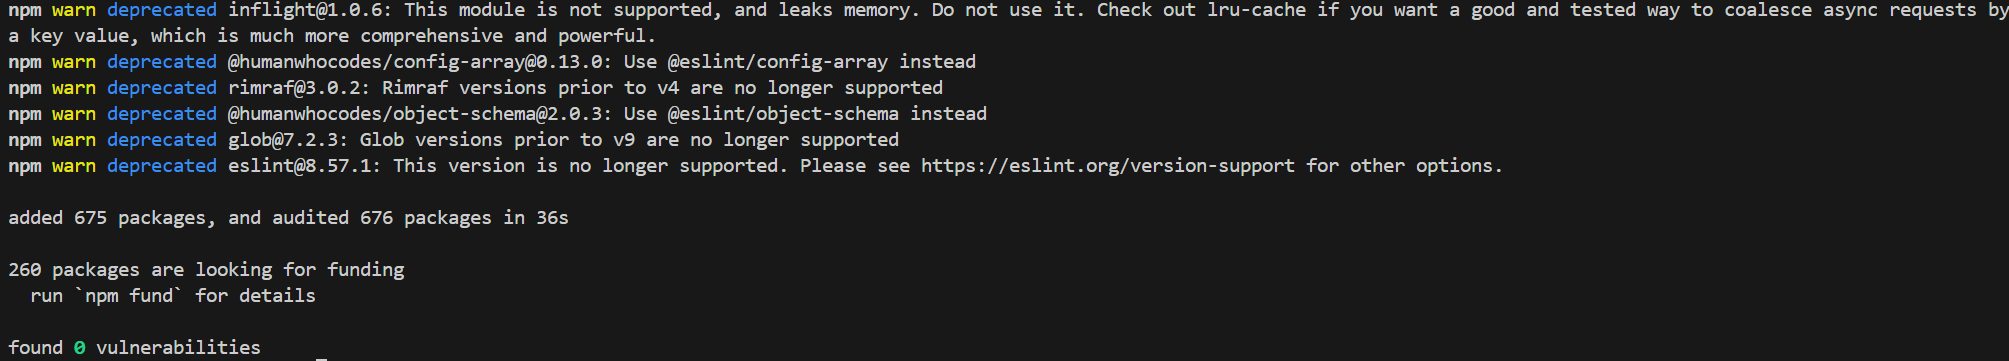 npm warn deprecated inflight@1.0.6: This module is not supported, and leaks memory. Do not use it. Check out lru-cache if you want a good and tested way to coalesce async requests by
a key value, which is much more comprehensive and powerful.
npm warn deprecated @humanwhocodes/config-array@0.13.0: Use @eslint/config-array instead
npm warn deprecated rimraf@3.0.2: Rimraf versions prior to v4 are no longer supported
npm warn deprecated @humanwhocodes/object-schema@2.0.3: Use @eslint/object-schema instead
npm warn deprecated glob@7.2.3: Glob versions prior to v9 are no longer supported
npm warn deprecated eslint@8.57.1: This version is no longer supported. Please see https://eslint.org/version-support for other options.
added 675 packages, and audited 676 packages in 36s
260 packages are looking for funding
  run `npm fund` for details
found 0 vulnerabilities